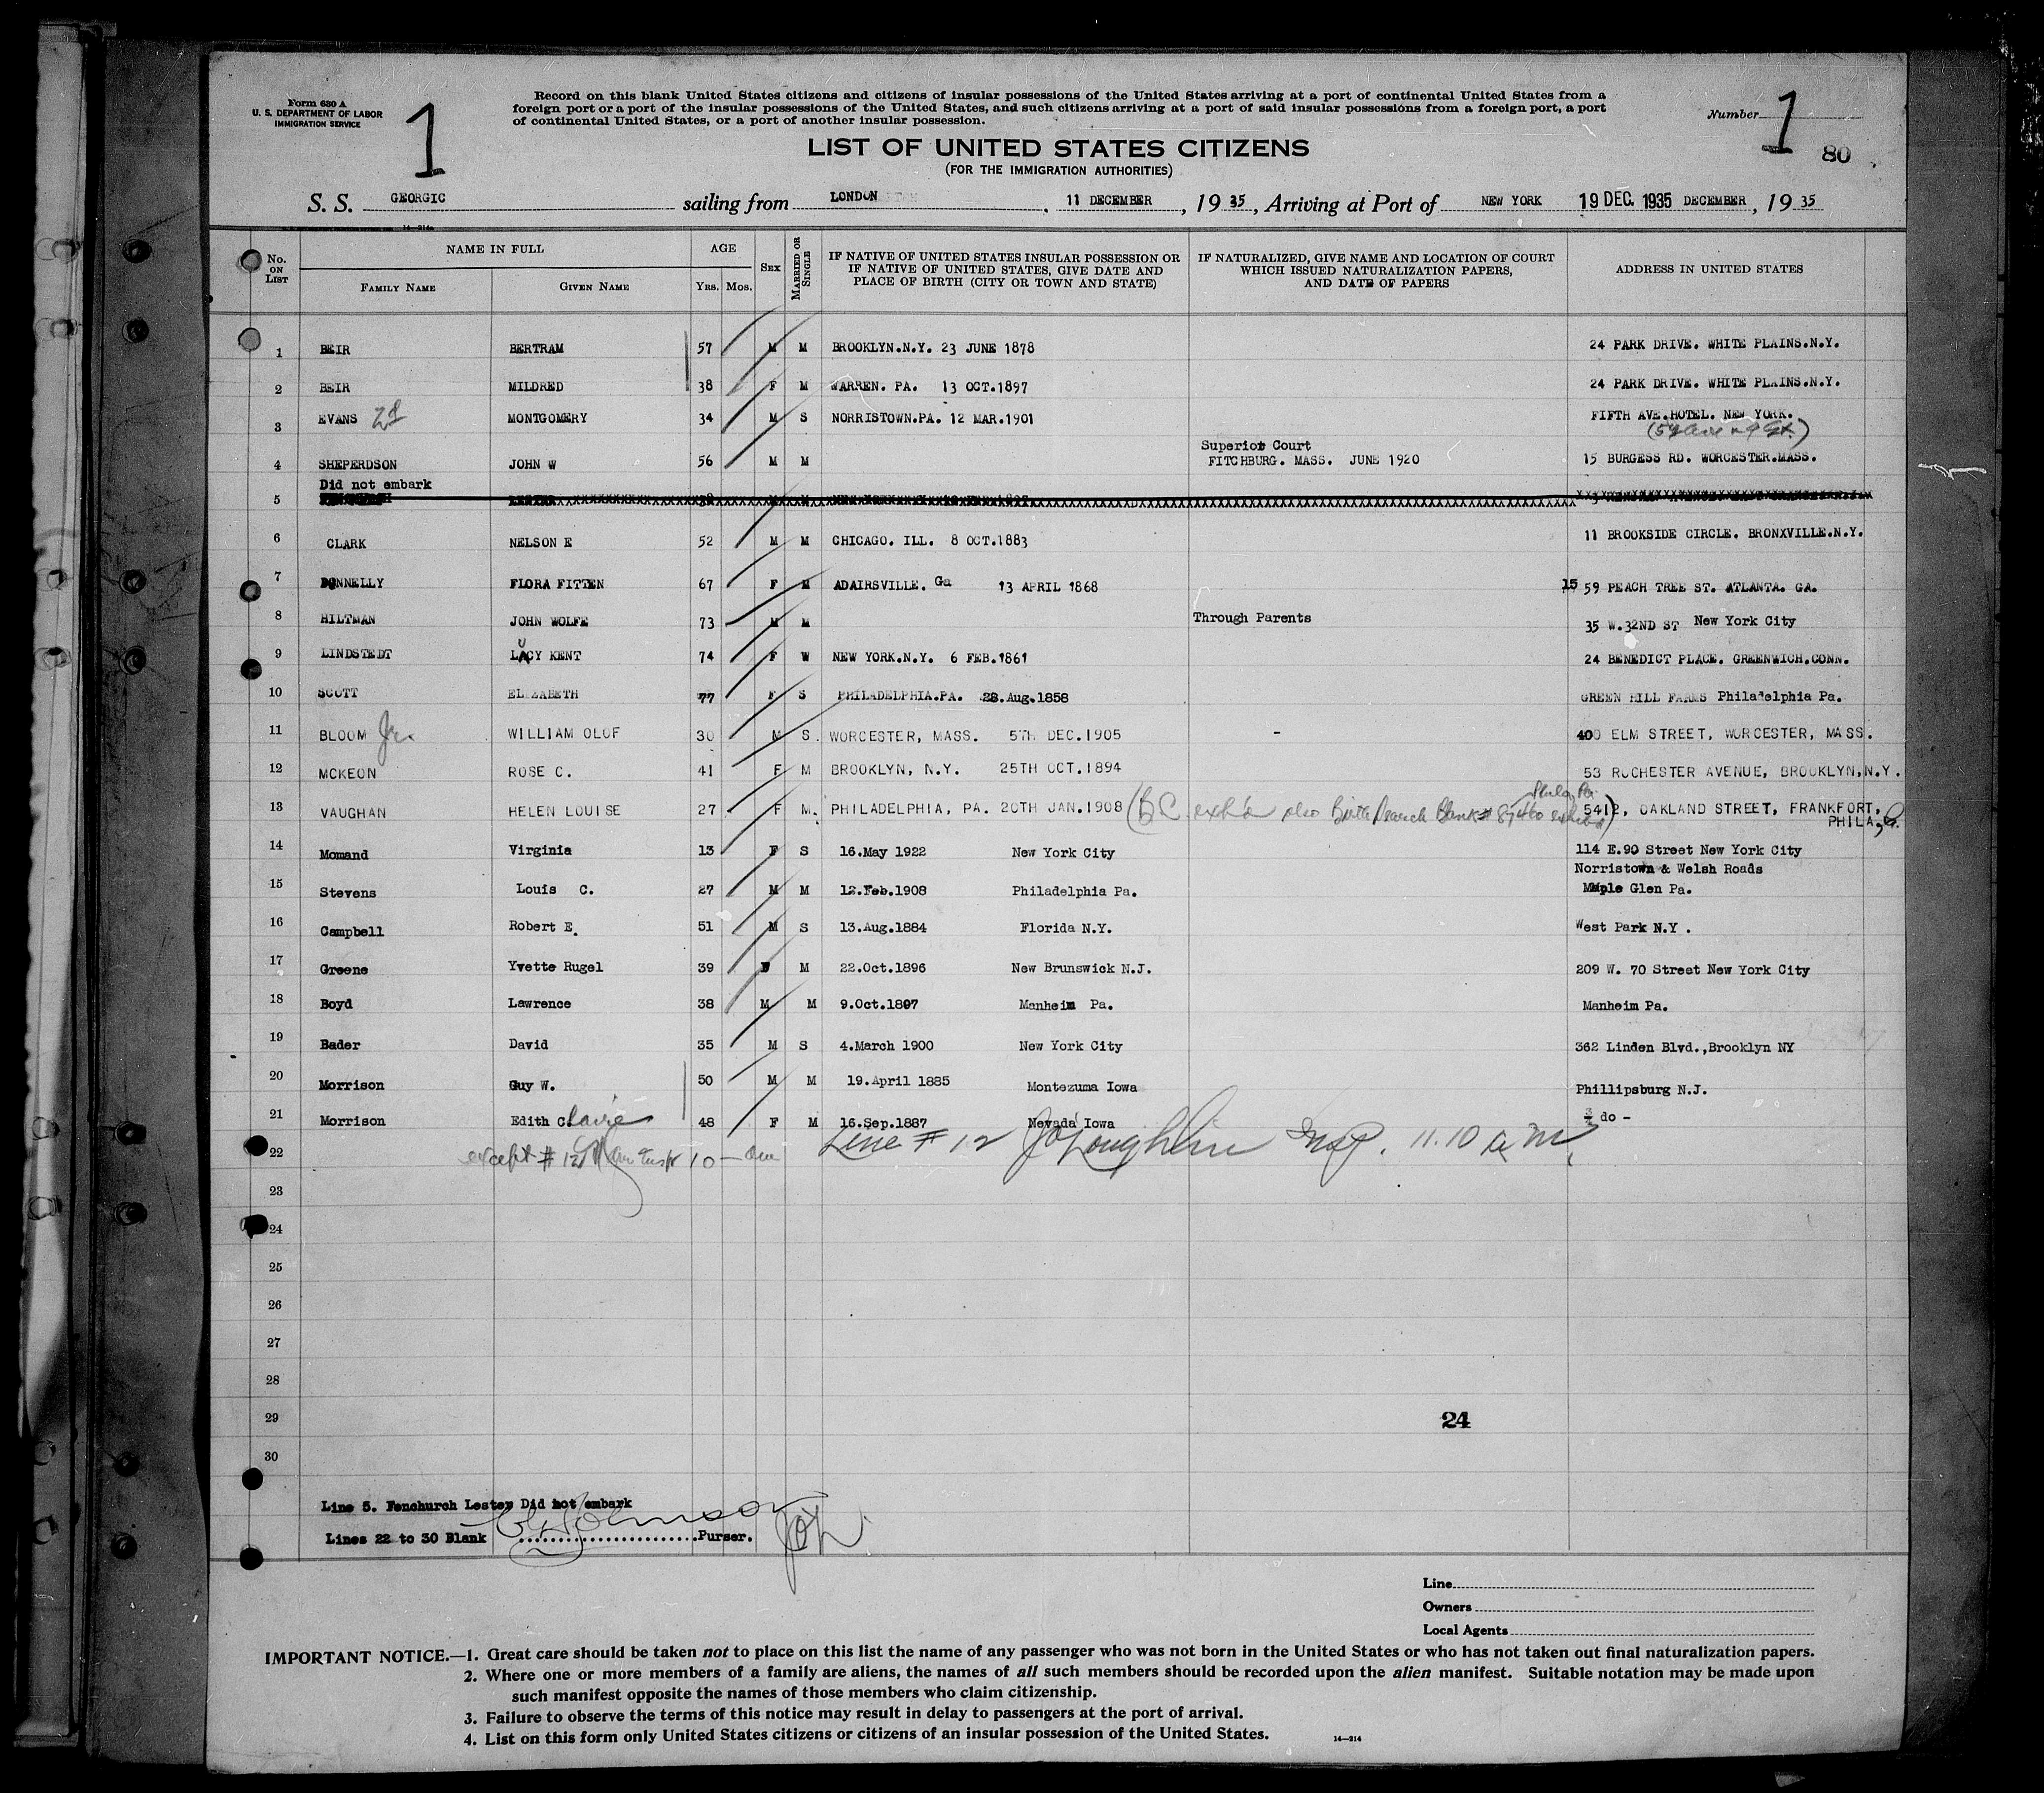 Form 630 A
U. S. DEPARTMENT OF LABOR
IMMIGRATION SERVICE
1
Record on this blank United States citizens and citizens of insular possessions of the United States arriving at a port of continental United States from a
foreign port or a port of the insular possessions of the United States, and such citizens arriving at a port of said insular possessions from a foreign port, a port
of continental United States, or a port of another insular possession.
Number 1
80
LIST OF UNITED STATES CITIZENS
(FOR THE IMMIGRATION AUTHORITIES)
S. S. GEORGIC sailing from LONDON, 11 DECEMBER, 19 35, Arriving at Port of NEW YORK 19 DEC. 1935 DECEMBER, 19 35
14—214a
No. ON LIST
NAME IN FULL
FAMILY NAME
GIVEN NAME
AGE
YRS. MOS.
SEX
MARRIED OR SINGLE
IF NATIVE OF UNITED STATES INSULAR POSSESSION OR
IF NATIVE OF UNITED STATES, GIVE DATE AND
PLACE OF BIRTH (CITY OR TOWN AND STATE)
IF NATURALIZED, GIVE NAME AND LOCATION OF COURT
WHICH ISSUED NATURALIZATION PAPERS,
AND DATE OF PAPERS
ADDRESS IN UNITED STATES
1 BEIR BERTRAM 57 M M BROOKLYN.N.Y. 23 JUNE 1878 24 PARK DRIVE. WHITE PLAINS.N.Y.
2 BEIR MILDRED 38 F M WARREN. PA. 13 OCT.1897 24 PARK DRIVE. WHITE PLAINS.N.Y.
3 EVANS 2d MONTGOMERY 34 M S NORRISTOWN.PA. 12 MAR.1901 FIFTH AVE.HOTEL. NEW YORK.
4 SHEPERDSON JOHN W 56 M M Superior Court
FITCHBURG. MASS. JUNE 1920 15 BURGESS RD. WORCESTER.MASS.
Did not embark
5 LESTER
6 CLARK NELSON E 52 M M CHICAGO. ILL. 8 OCT.1883 11 BROOKSIDE CIRCLE. BRONXVILLE.N.Y.
7 DONNELLY FLORA FITTEN 67 F M ADAIRSVILLE. Ga 13 APRIL 1868 15 59 PEACH TREE ST. ATLANTA. GA.
8 HILTMAN JOHN WOLFE 73 M M Through Parents 35 W.32ND ST New York City
9 LINDSTEDT LUCY KENT 74 F W NEW YORK.N.Y. 6 FEB.1861 24 BENEDICT PLACE. GREENWICH.CONN.
10 SCOTT ELIZABETH 77 F S PHILADELPHIA.PA. 28.Aug.1858 GREEN HILL FARMS Philadelphia Pa.
11 BLOOM Jr. WILLIAM OLOF 30 M S. WORCESTER, MASS. 5TH DEC.1905 - 400 ELM STREET, WORCESTER, MASS.
12 MCKEON ROSE C. 41 F M BROOKLYN, N.Y. 25TH OCT.1894 53 ROCHESTER AVENUE, BROOKLYN,N.Y.
13 VAUGHAN HELEN LOUISE 27 F M. PHILADELPHIA, PA. 20TH JAN.1908 (BC exh'd also Birth 5412, OAKLAND STREET, FRANKFORT,
PHILA,
14 Momand Virginia 13 F S 16.May 1922 New York City 114 E.90 Street New York City
15 Stevens Louis C. 27 M M 12.Feb.1908 Philadelphia Pa. Norristown & Welsh Roads
Maple Glen Pa.
16 Campbell Robert E. 51 M S 13.Aug.1884 Florida N.Y. West Park N.Y .
17 Greene Yvette Rugel 39 F M 22.Oct.1896 New Brunswick N.J. 209 W. 70 Street New York City
18 Boyd Lawrence 38 M M 9.Oct.1897 Manheim Pa. Manheim Pa.
19 Bader David 35 M S 4.March 1900 New York City 362 Linden Blvd.,Brooklyn NY
20 Morrison Guy W. 50 M M 19.April 1885 Montezuma Iowa Phillipsburg N.J.
21 Morrison Edith C. 48 F M 16.Sep.1887 Nevada Iowa do -
22 except # 12 Line # 12 Insp. 11.10 a m
23
24
25
26
27
28
29 24
30
Line 5. Fenchurch Lester Did not embark
Lines 22 to 30 Blank Purser.
Line
Owners
Local Agents
IMPORTANT NOTICE.—1. Great care should be taken not to place on this list the name of any passenger who was not born in the United States or who has not taken out final naturalization papers.
2. Where one or more members of a family are aliens, the names of all such members should be recorded upon the alien manifest. Suitable notation may be made upon
such manifest opposite the names of those members who claim citizenship.
3. Failure to observe the terms of this notice may result in delay to passengers at the port of arrival.
4. List on this form only United States citizens or citizens of an insular possession of the United States.
14—214